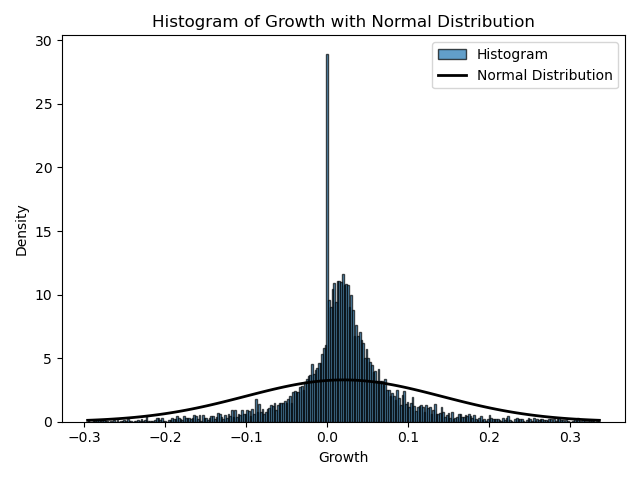 Histogram of Growth with Normal Distribution
30
25
20
15
10
5
0
Density
Histogram
Normal Distribution
−0.3 −0.2 −0.1 0.0 0.1 0.2 0.3
Growth